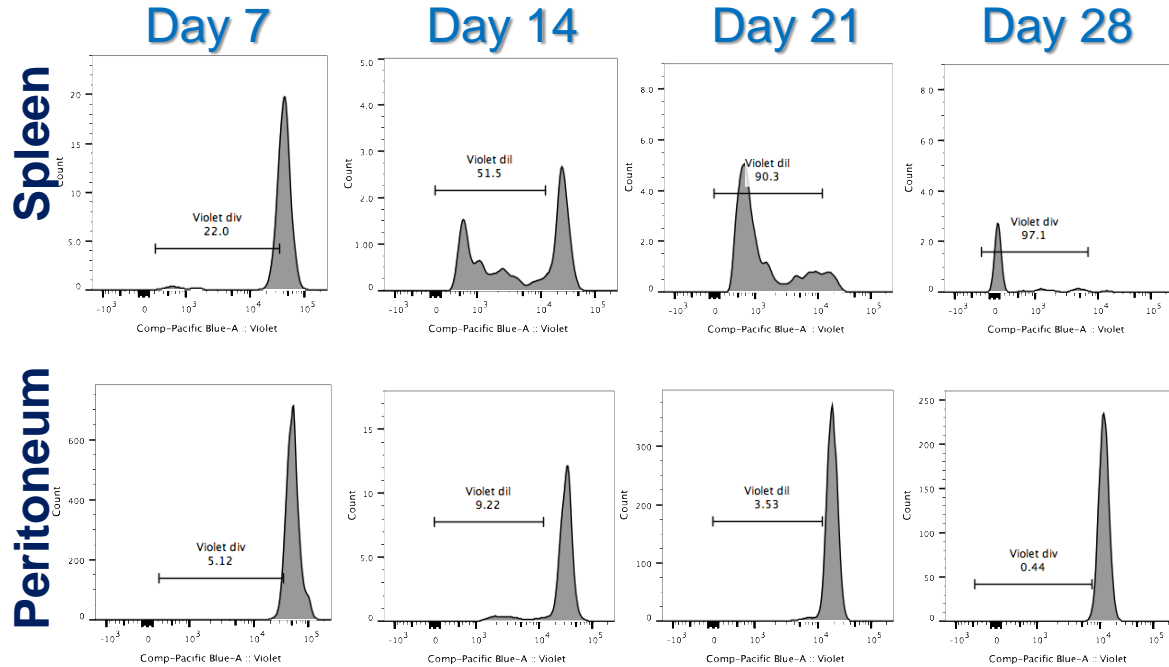 Day 7
Day 14
Day 21
Day 28
Spleen
Count
20
15
10
5.0
0
Violet div
22.0
-10³ 0 10³ 10⁴ 10⁵
Comp-Pacific Blue-A :: Violet
Count
5.0
4.0
3.0
2.0
1.00
0
Violet dil
51.5
-10³ 0 10³ 10⁴ 10⁵
Comp-Pacific Blue-A :: Violet
Count
8.0
6.0
4.0
2.0
0
Violet dil
90.3
-10³ 0 10³ 10⁴ 10⁵
Comp-Pacific Blue-A :: Violet
Count
8.0
6.0
4.0
2.0
0
Violet div
97.1
-10³ 0 10³ 10⁴ 10⁵
Comp-Pacific Blue-A :: Violet
Peritoneum
Count
600
400
200
0
Violet div
5.12
-10³ 0 10³ 10⁴ 10⁵
Comp-Pacific Blue-A :: Violet
Count
15
10
5.0
0
Violet dil
9.22
-10³ 0 10³ 10⁴ 10⁵
Comp-Pacific Blue-A :: Violet
Count
300
200
100
0
Violet dil
3.53
-10³ 0 10³ 10⁴ 10⁵
Comp-Pacific Blue-A :: Violet
Count
250
200
150
100
50
0
Violet div
0.44
-10³ 0 10³ 10⁴ 10⁵
Comp-Pacific Blue-A :: Violet